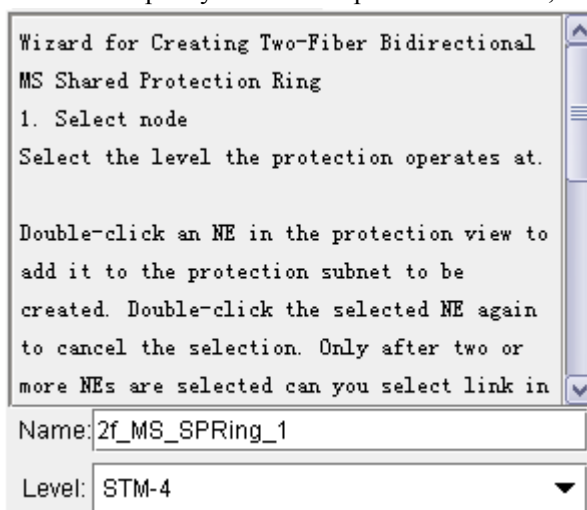 Wizard for Creating Two-Fiber Bidirectional
MS Shared Protection Ring
1. Select node
Select the level the protection operates at.
Double-click an NE in the protection view to
add it to the protection subnet to be
created. Double-click the selected NE again
to cancel the selection. Only after two or
more NEs are selected can you select link in
Name: 2f_MS_SPRing_1
Level: STM-4